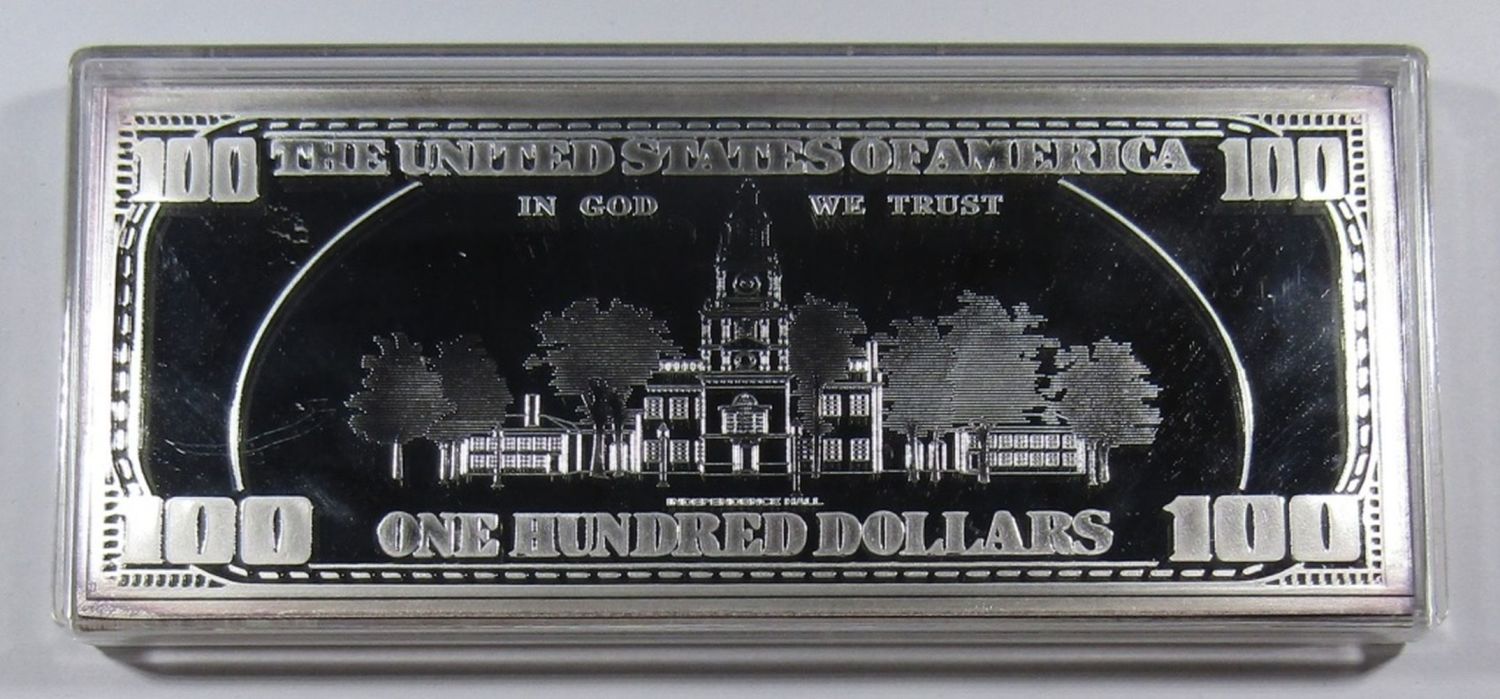 100 THE UNITED STATES OF AMERICA 100
IN GOD WE TRUST
INDEPENDENCE HALL
100 ONE HUNDRED DOLLARS 100